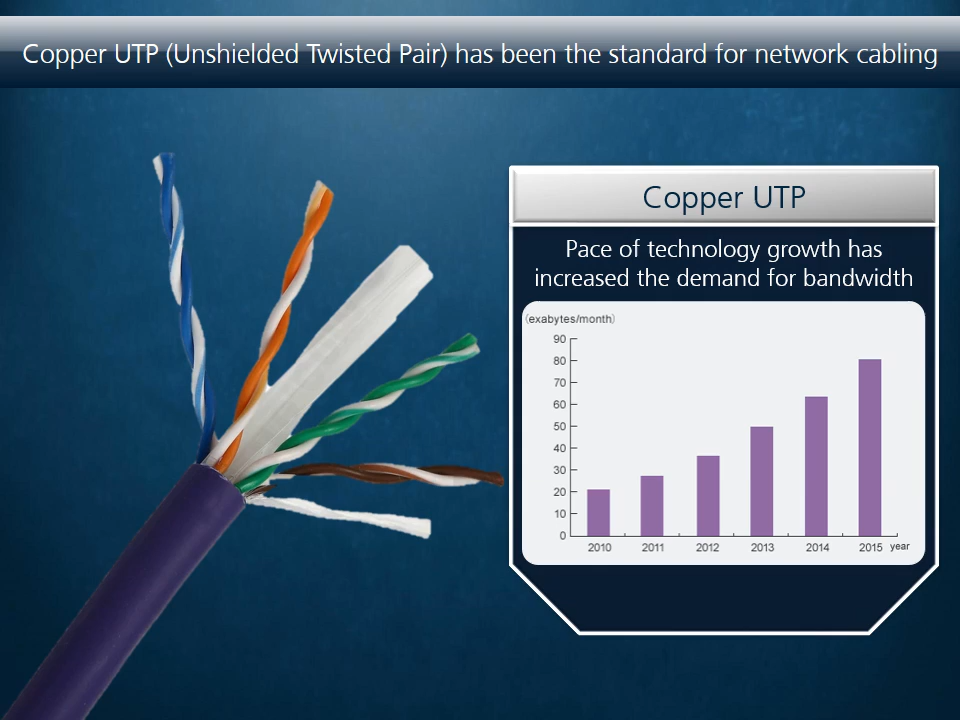 Copper UTP (Unshielded Twisted Pair) has been the standard for network cabling
Copper UTP
Pace of technology growth has
increased the demand for bandwidth
(exabytes/month)
90
80
70
60
50
40
30
20
10
0
2010 2011 2012 2013 2014 2015 year